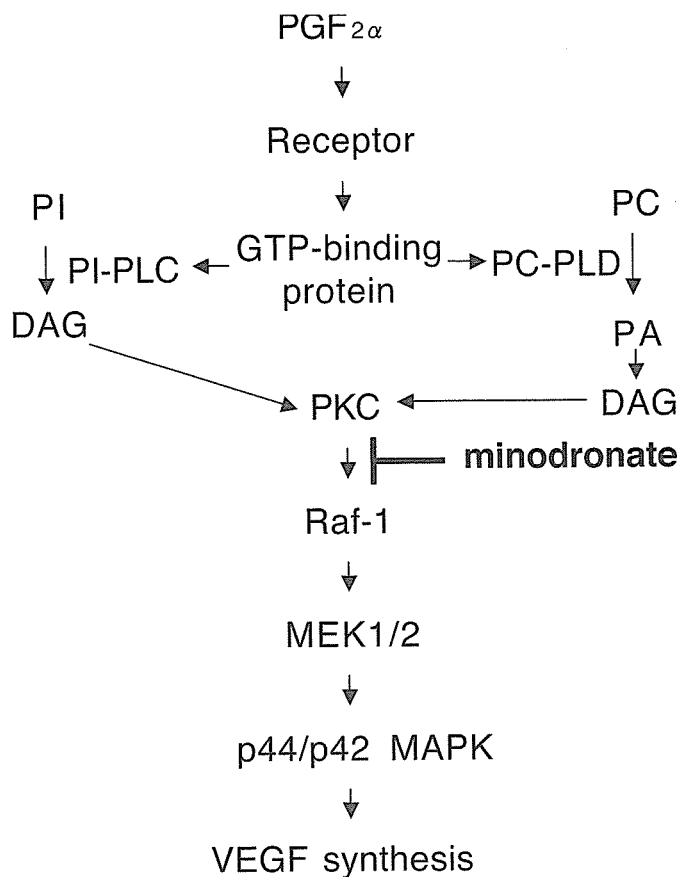 PGF2α
Receptor
PI
PC
PI-PLC
GTP-binding
protein
PC-PLD
DAG
PA
PKC
DAG
minodronate
Raf-1
MEK1/2
p44/p42 MAPK
VEGF synthesis